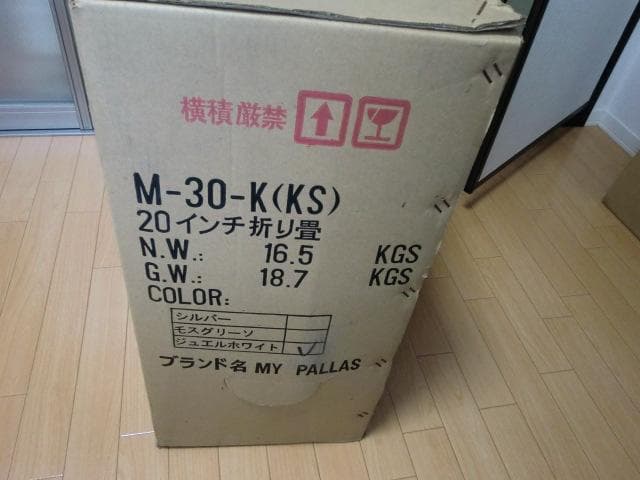 横積厳禁
M-30-K(KS)
20インチ折り畳
N.W.: 16.5 KGS
G.W.: 18.7 KGS
COLOR:
シルバー
モスグリーソ
ジュエルホワイト ✓
ブランド名 MY PALLAS